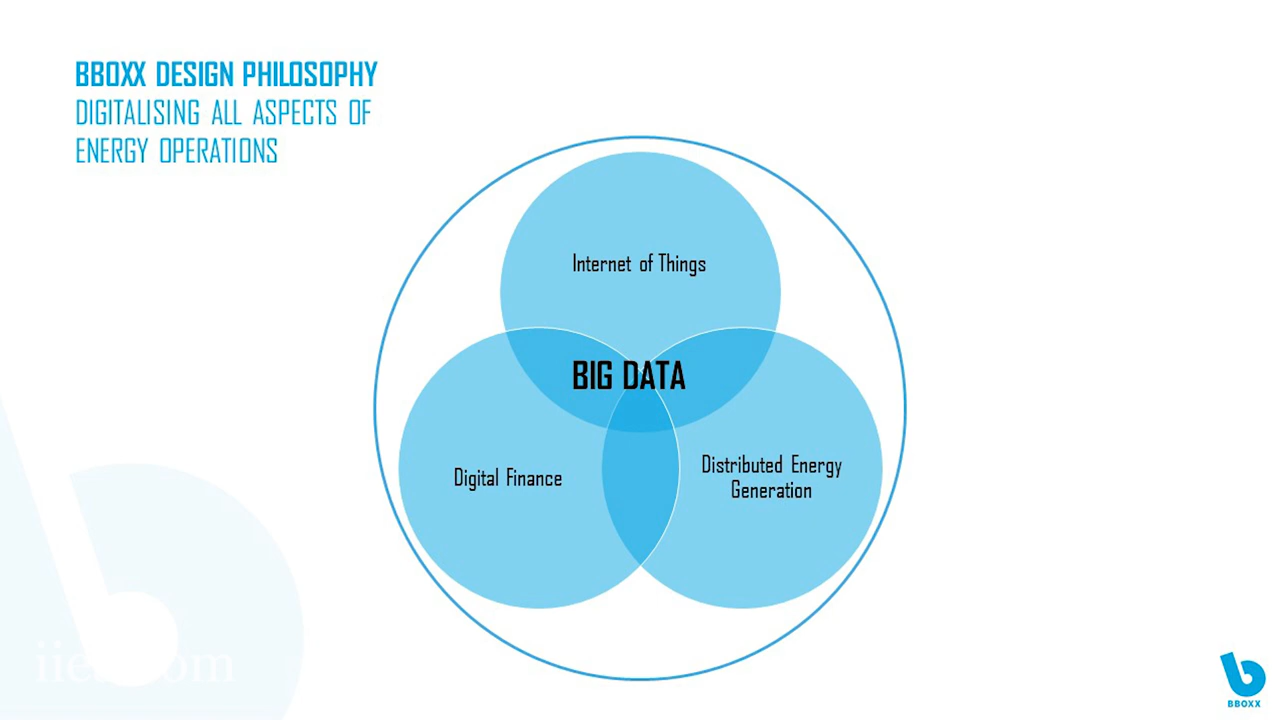 BBOXX DESIGN PHILOSOPHY
DIGITALISING ALL ASPECTS OF
ENERGY OPERATIONS
Internet of Things
BIG DATA
Digital Finance
Distributed Energy
Generation
BBOXX